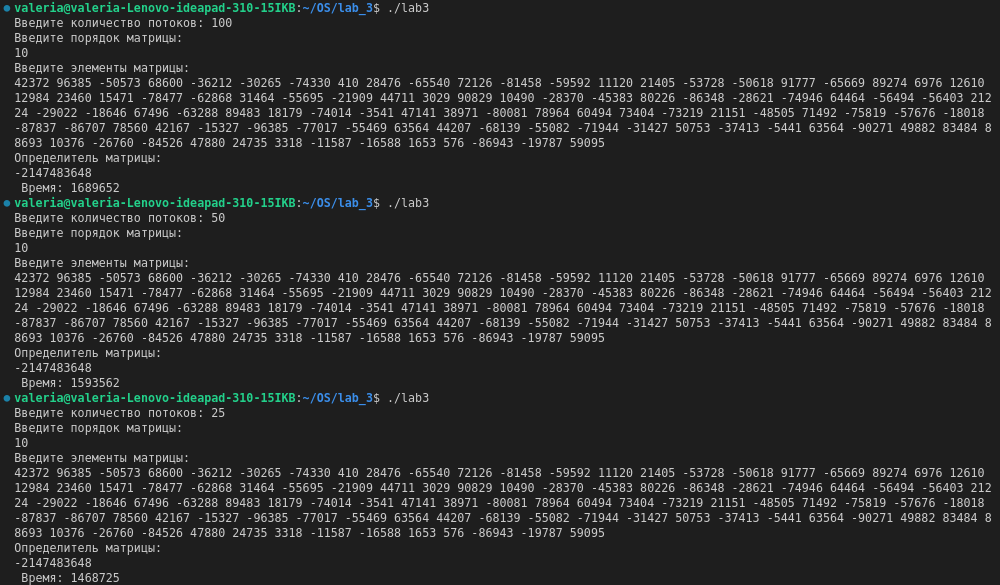 valeria@valeria-Lenovo-ideapad-310-15IKB:~/OS/lab_3$ ./lab3
Введите количество потоков: 100
Введите порядок матрицы:
10
Введите элементы матрицы:
42372 96385 -50573 68600 -36212 -30265 -74330 410 28476 -65540 72126 -81458 -59592 11120 21405 -53728 -50618 91777 -65669 89274 6976 12610
12984 23460 15471 -78477 -62868 31464 -55695 -21909 44711 3029 90829 10490 -28370 -45383 80226 -86348 -28621 -74946 64464 -56494 -56403 212
24 -29022 -18646 67496 -63288 89483 18179 -74014 -3541 47141 38971 -80081 78964 60494 73404 -73219 21151 -48505 71492 -75819 -57676 -18018
-87837 -86707 78560 42167 -15327 -96385 -77017 -55469 63564 44207 -68139 -55082 -71944 -31427 50753 -37413 -5441 63564 -90271 49882 83484 8
8693 10376 -26760 -84526 47880 24735 3318 -11587 -16588 1653 576 -86943 -19787 59095
Определитель матрицы:
-2147483648
Время: 1689652
valeria@valeria-Lenovo-ideapad-310-15IKB:~/OS/lab_3$ ./lab3
Введите количество потоков: 50
Введите порядок матрицы:
10
Введите элементы матрицы:
42372 96385 -50573 68600 -36212 -30265 -74330 410 28476 -65540 72126 -81458 -59592 11120 21405 -53728 -50618 91777 -65669 89274 6976 12610
12984 23460 15471 -78477 -62868 31464 -55695 -21909 44711 3029 90829 10490 -28370 -45383 80226 -86348 -28621 -74946 64464 -56494 -56403 212
24 -29022 -18646 67496 -63288 89483 18179 -74014 -3541 47141 38971 -80081 78964 60494 73404 -73219 21151 -48505 71492 -75819 -57676 -18018
-87837 -86707 78560 42167 -15327 -96385 -77017 -55469 63564 44207 -68139 -55082 -71944 -31427 50753 -37413 -5441 63564 -90271 49882 83484 8
8693 10376 -26760 -84526 47880 24735 3318 -11587 -16588 1653 576 -86943 -19787 59095
Определитель матрицы:
-2147483648
Время: 1593562
valeria@valeria-Lenovo-ideapad-310-15IKB:~/OS/lab_3$ ./lab3
Введите количество потоков: 25
Введите порядок матрицы:
10
Введите элементы матрицы:
42372 96385 -50573 68600 -36212 -30265 -74330 410 28476 -65540 72126 -81458 -59592 11120 21405 -53728 -50618 91777 -65669 89274 6976 12610
12984 23460 15471 -78477 -62868 31464 -55695 -21909 44711 3029 90829 10490 -28370 -45383 80226 -86348 -28621 -74946 64464 -56494 -56403 212
24 -29022 -18646 67496 -63288 89483 18179 -74014 -3541 47141 38971 -80081 78964 60494 73404 -73219 21151 -48505 71492 -75819 -57676 -18018
-87837 -86707 78560 42167 -15327 -96385 -77017 -55469 63564 44207 -68139 -55082 -71944 -31427 50753 -37413 -5441 63564 -90271 49882 83484 8
8693 10376 -26760 -84526 47880 24735 3318 -11587 -16588 1653 576 -86943 -19787 59095
Определитель матрицы:
-2147483648
Время: 1468725